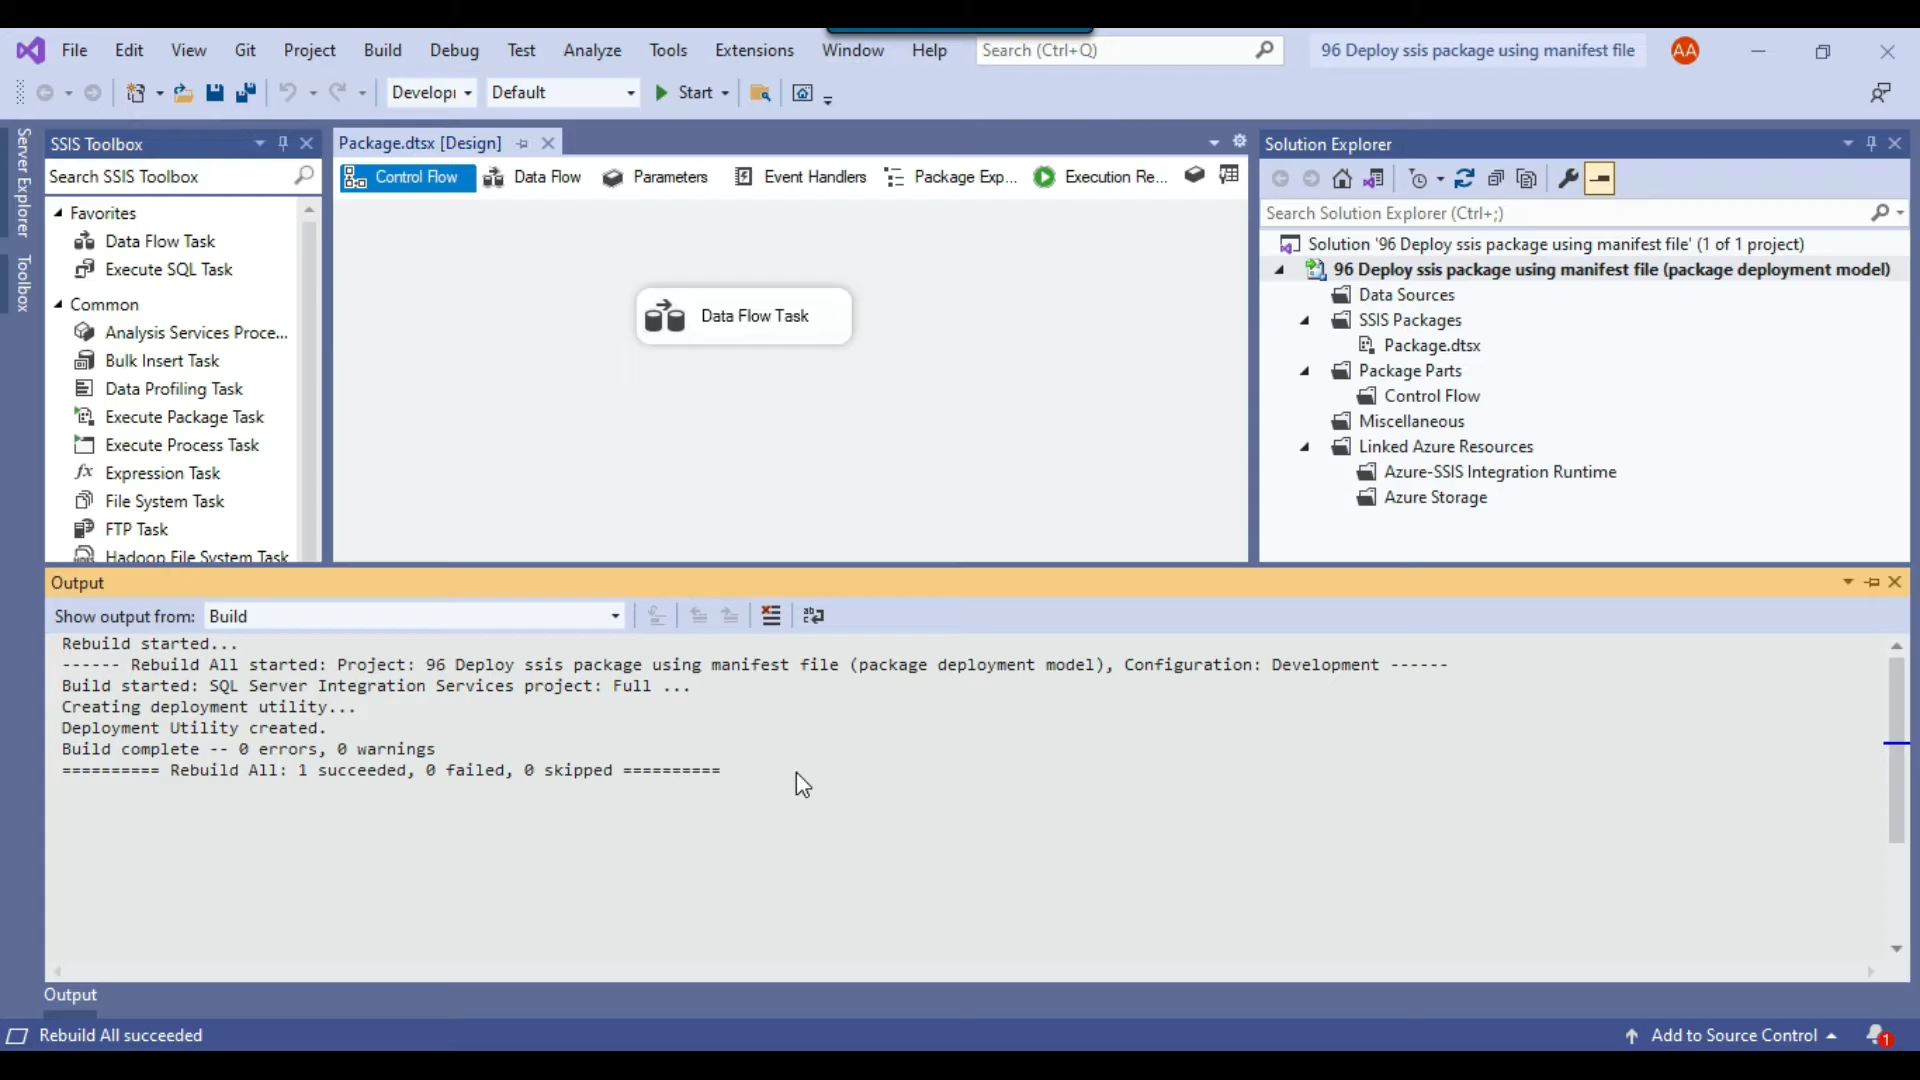 File Edit View Git Project Build Debug Test Analyze Tools Extensions Window Help Search (Ctrl+Q) 96 Deploy ssis package using manifest file AA
Developi Default Start
Server Explorer
Toolbox
SSIS Toolbox
Search SSIS Toolbox
Favorites
Data Flow Task
Execute SQL Task
Common
Analysis Services Proce...
Bulk Insert Task
Data Profiling Task
Execute Package Task
Execute Process Task
Expression Task
File System Task
FTP Task
Hadoop File System Task
Package.dtsx [Design]
Control Flow Data Flow Parameters Event Handlers Package Exp... Execution Re...
Data Flow Task
Solution Explorer
Search Solution Explorer (Ctrl+;)
Solution '96 Deploy ssis package using manifest file' (1 of 1 project)
96 Deploy ssis package using manifest file (package deployment model)
Data Sources
SSIS Packages
Package.dtsx
Package Parts
Control Flow
Miscellaneous
Linked Azure Resources
Azure-SSIS Integration Runtime
Azure Storage
Output
Show output from: Build
Rebuild started...
------ Rebuild All started: Project: 96 Deploy ssis package using manifest file (package deployment model), Configuration: Development ------
Build started: SQL Server Integration Services project: Full ...
Creating deployment utility...
Deployment Utility created.
Build complete -- 0 errors, 0 warnings
========== Rebuild All: 1 succeeded, 0 failed, 0 skipped ==========
Output
Rebuild All succeeded Add to Source Control 1